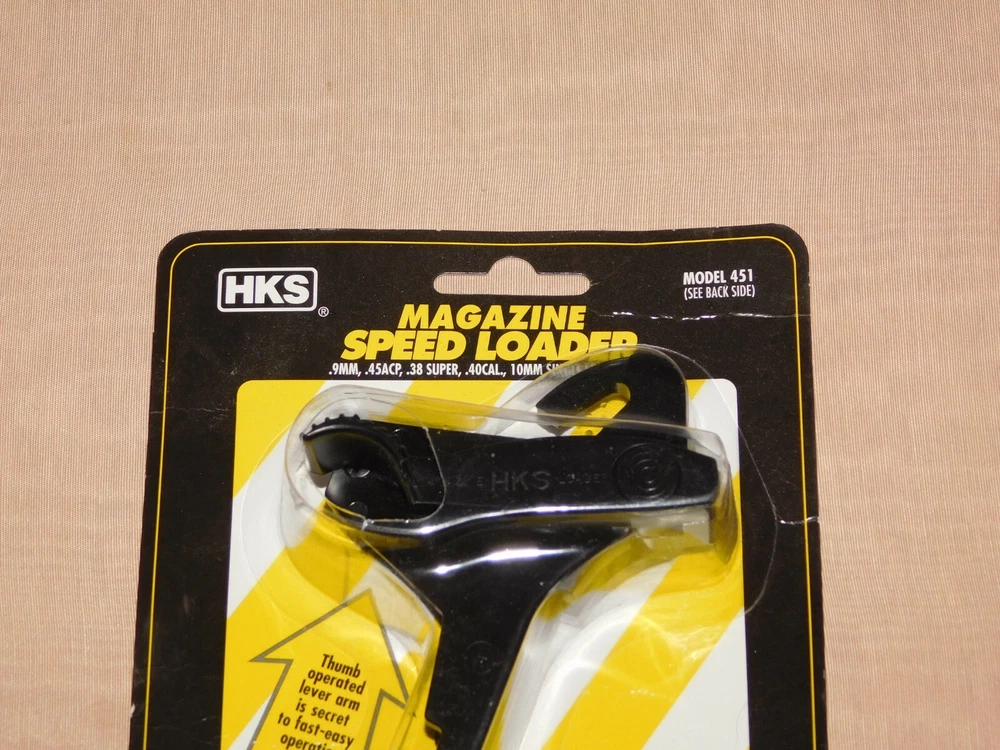 HKS
®
MODEL 451
(SEE BACK SIDE)
MAGAZINE
SPEED LOADER
.9MM, .45ACP, .38 SUPER, .40CAL., 10MM
HKS LOADER
Thumb
operated
lever arm
is secret
to fast-easy